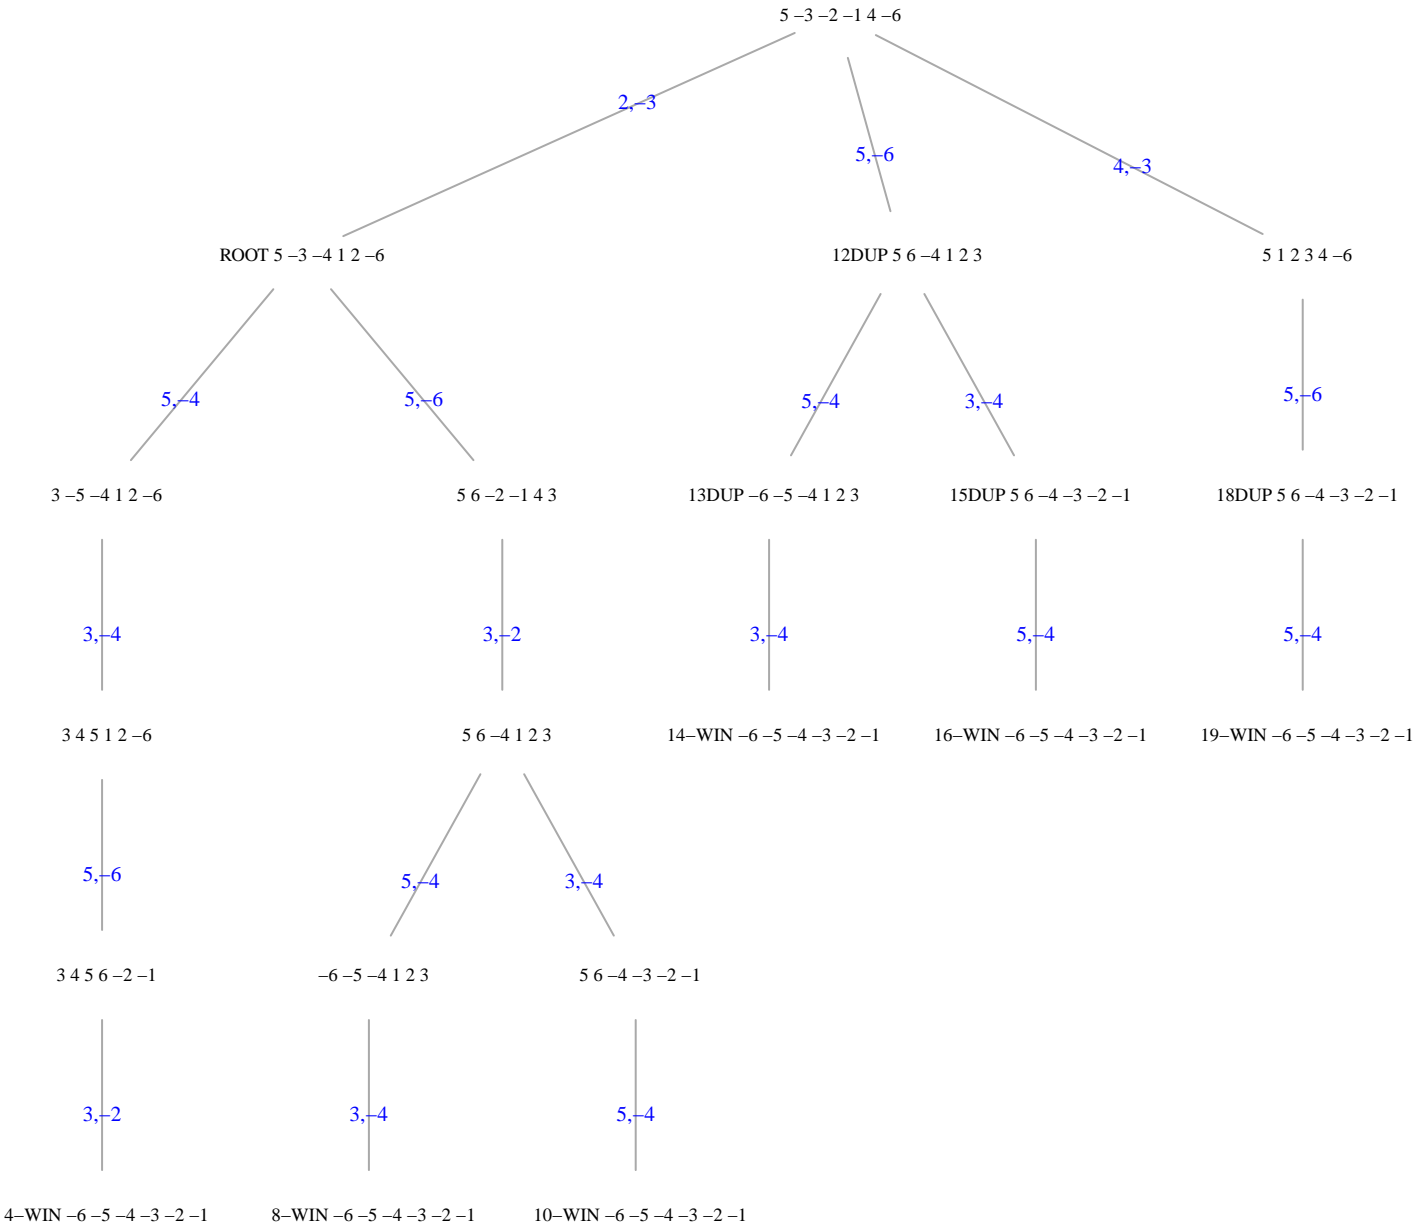 5 –3 –2 –1 4 –6
2,–3
5,–6
4,–3
ROOT 5 –3 –4 1 2 –6
12DUP 5 6 –4 1 2 3
5 1 2 3 4 –6
5,–4
5,–6
5,–4
3,–4
5,–6
3 –5 –4 1 2 –6
5 6 –2 –1 4 3
13DUP –6 –5 –4 1 2 3
15DUP 5 6 –4 –3 –2 –1
18DUP 5 6 –4 –3 –2 –1
3,–4
3,–2
3,–4
5,–4
5,–4
3 4 5 1 2 –6
5 6 –4 1 2 3
14–WIN –6 –5 –4 –3 –2 –1
16–WIN –6 –5 –4 –3 –2 –1
19–WIN –6 –5 –4 –3 –2 –1
5,–6
5,–4
3,–4
3 4 5 6 –2 –1
–6 –5 –4 1 2 3
5 6 –4 –3 –2 –1
3,–2
3,–4
5,–4
4–WIN –6 –5 –4 –3 –2 –1
8–WIN –6 –5 –4 –3 –2 –1
10–WIN –6 –5 –4 –3 –2 –1